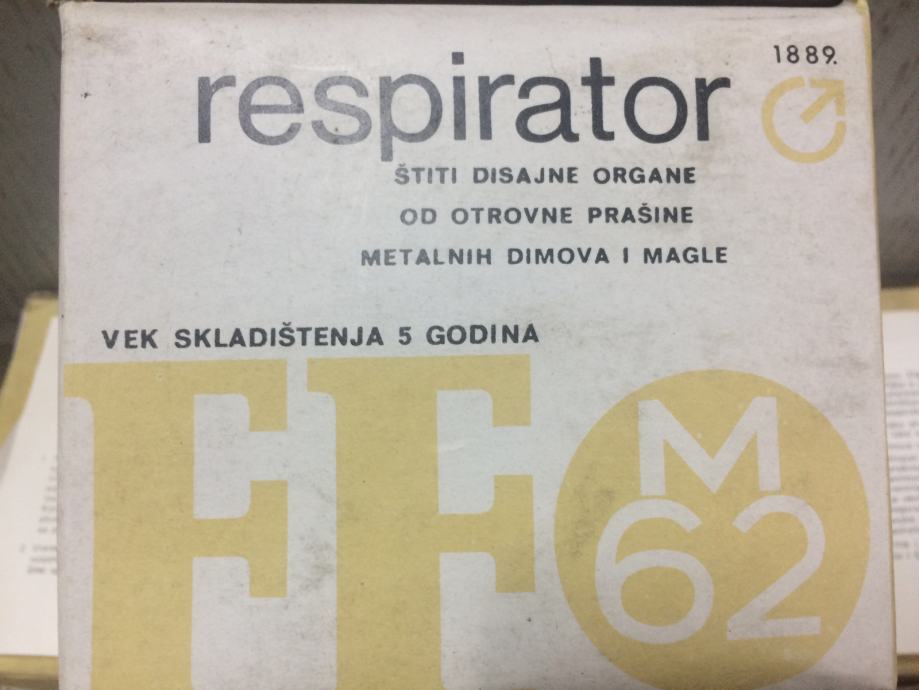 1889.
respirator
ŠTITI DISAJNE ORGANE
OD OTROVNE PRAŠINE
METALNIH DIMOVA I MAGLE
VEK SKLADIŠTENJA 5 GODINA
FF
M
62